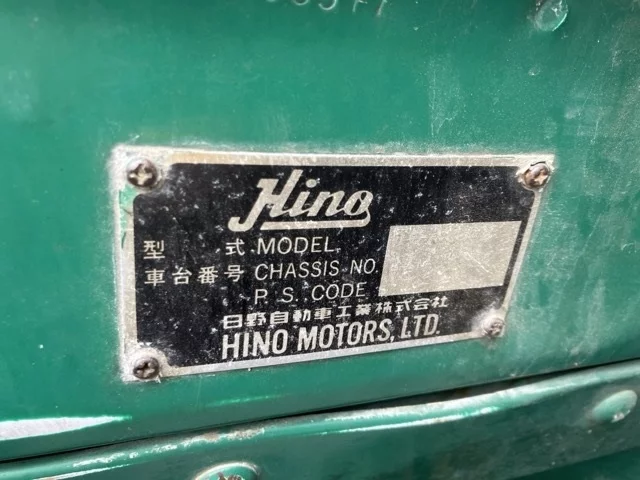 Hino
型 式 MODEL
車台番号 CHASSIS NO.
P. S. CODE
日野自動車工業株式会社
HINO MOTORS, LTD.